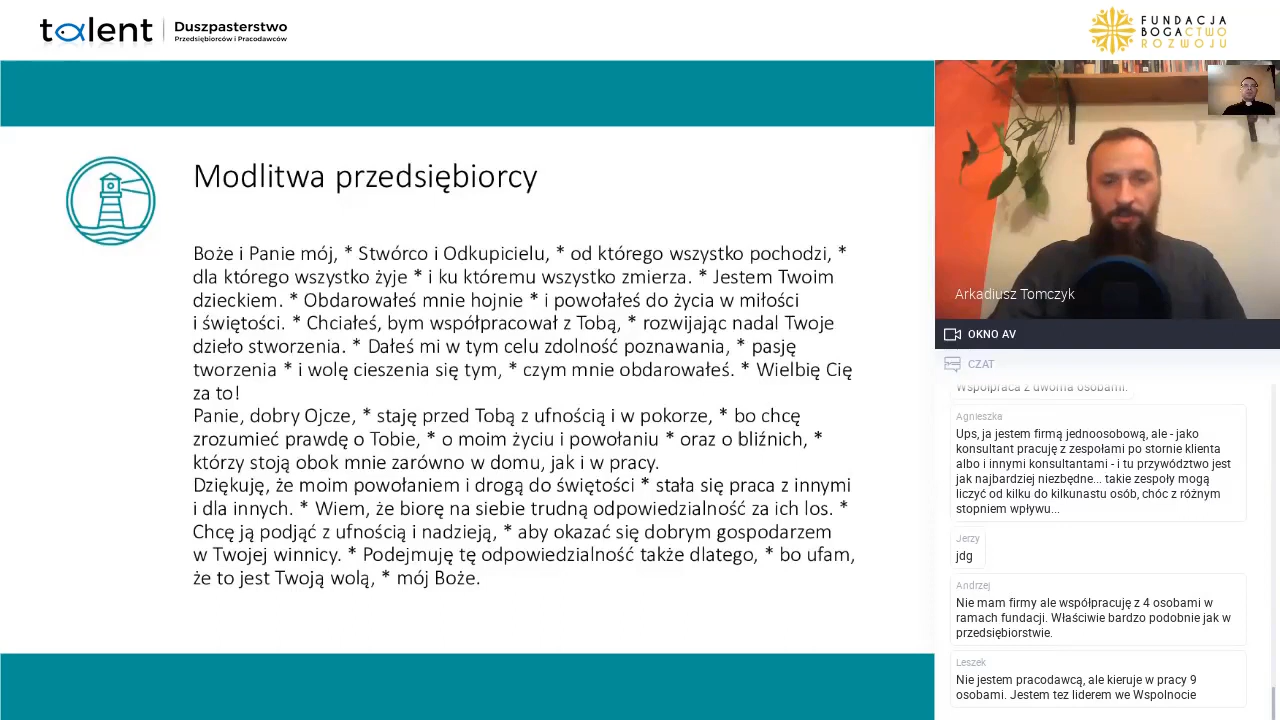 talent
Duszpasterstwo
Przedsiębiorców i Pracodawców
FUNDACJA
BOGACTWO
ROZWOJU
Modlitwa przedsiębiorcy
Boże i Panie mój, * Stwórco i Odkupicielu, * od którego wszystko pochodzi, *
dla którego wszystko żyje * i ku któremu wszystko zmierza. * Jestem Twoim
dzieckiem. * Obdarowałeś mnie hojnie * i powołałeś do życia w miłości
i świętości. * Chciałeś, bym współpracował z Tobą, * rozwijając nadal Twoje
dzieło stworzenia. * Dałeś mi w tym celu zdolność poznawania, * pasję
tworzenia * i wolę cieszenia się tym, * czym mnie obdarowałeś. * Wielbię Cię
za to!
Panie, dobry Ojcze, * staję przed Tobą z ufnością i w pokorze, * bo chcę
zrozumieć prawdę o Tobie, * o moim życiu i powołaniu * oraz o bliźnich, *
którzy stoją obok mnie zarówno w domu, jak i w pracy.
Dziękuję, że moim powołaniem i drogą do świętości * stała się praca z innymi
i dla innych. * Wiem, że biorę na siebie trudną odpowiedzialność za ich los. *
Chcę ją podjąć z ufnością i nadzieją, * aby okazać się dobrym gospodarzem
w Twojej winnicy. * Podejmuję tę odpowiedzialność także dlatego, * bo ufam,
że to jest Twoją wolą, * mój Boże.
Arkadiusz Tomczyk
OKNO AV
CZAT
Współpraca z dwoma osobami.
Agnieszka
Ups, ja jestem firmą jednoosobową, ale - jako
konsultant pracuję z zespołami po stornie klienta
albo i innymi konsultantami - i tu przywództwo jest
jak najbardziej niezbędne... takie zespoły mogą
liczyć od kilku do kilkunastu osób, chóc z różnym
stopniem wpływu...
Jerzy
jdg
Andrzej
Nie mam firmy ale współpracuję z 4 osobami w
ramach fundacji. Właściwie bardzo podobnie jak w
przedsiębiorstwie.
Leszek
Nie jestem pracodawcą, ale kieruje w pracy 9
osobami. Jestem tez liderem we Wspolnocie